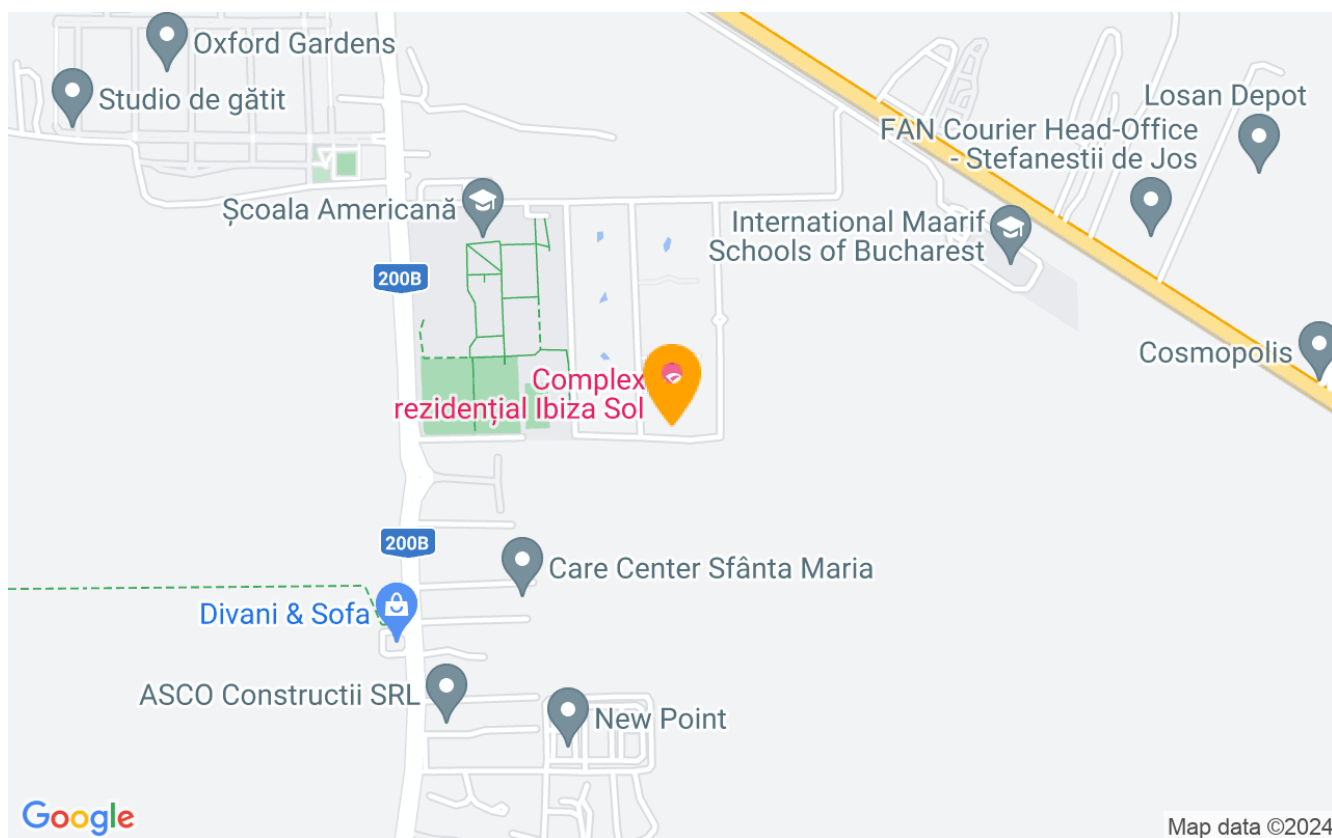 Oxford Gardens
Studio de gătit
Losan Depot
FAN Courier Head-Office
- Stefanestii de Jos
Școala Americană
International Maarif
Schools of Bucharest
200B
Cosmopolis
Complex
rezidențial Ibiza Sol
200B
Care Center Sfânta Maria
Divani & Sofa
ASCO Constructii SRL
New Point
Google
Map data ©2024